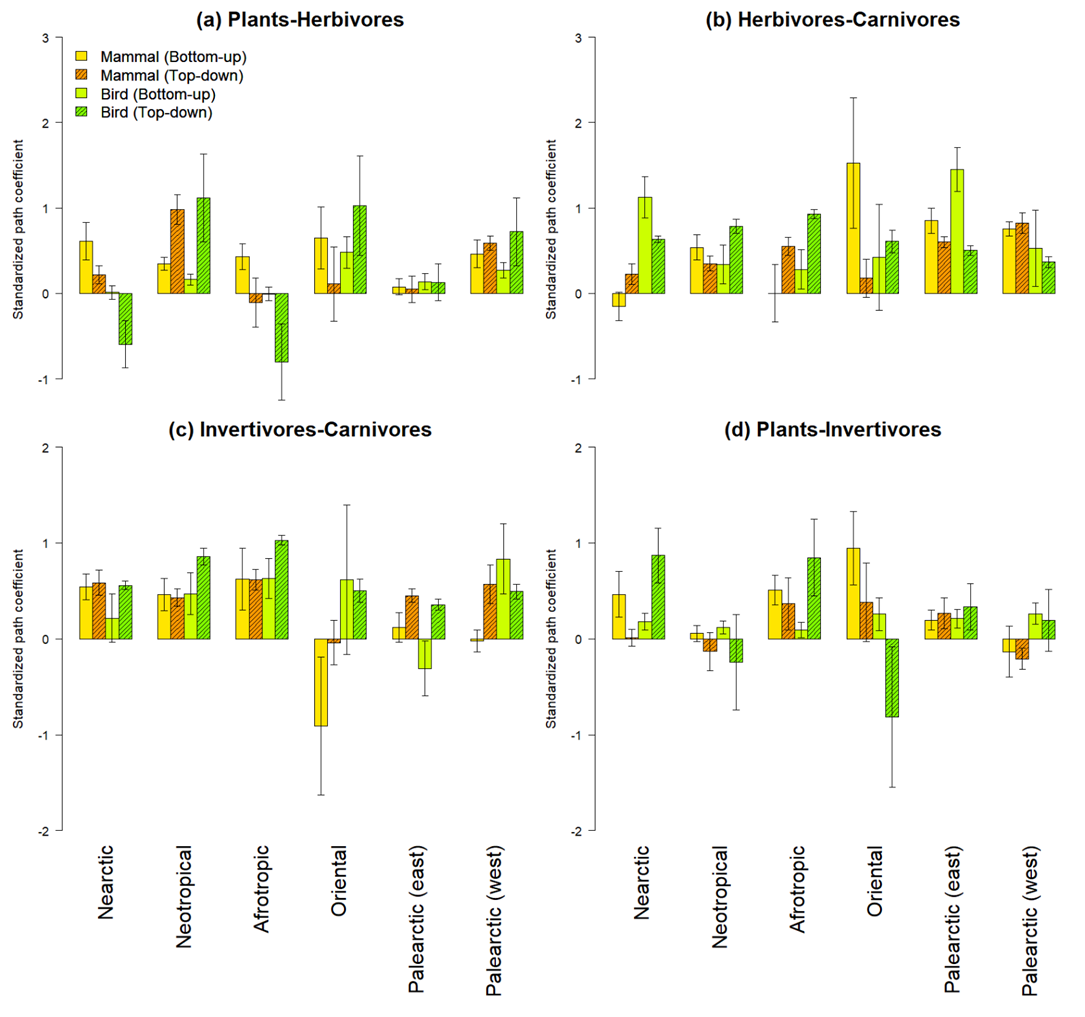 (a) Plants-Herbivores
(b) Herbivores-Carnivores
3
2
1
0
-1
Standardized path coefficient
Mammal (Bottom-up)
Mammal (Top-down)
Bird (Bottom-up)
Bird (Top-down)
3
2
1
0
-1
Standardized path coefficient
(c) Invertivores-Carnivores
(d) Plants-Invertivores
2
1
0
-1
-2
Standardized path coefficient
2
1
0
-1
-2
Standardized path coefficient
Nearctic
Neotropical
Afrotropic
Oriental
Palearctic (east)
Palearctic (west)
Nearctic
Neotropical
Afrotropic
Oriental
Palearctic (east)
Palearctic (west)